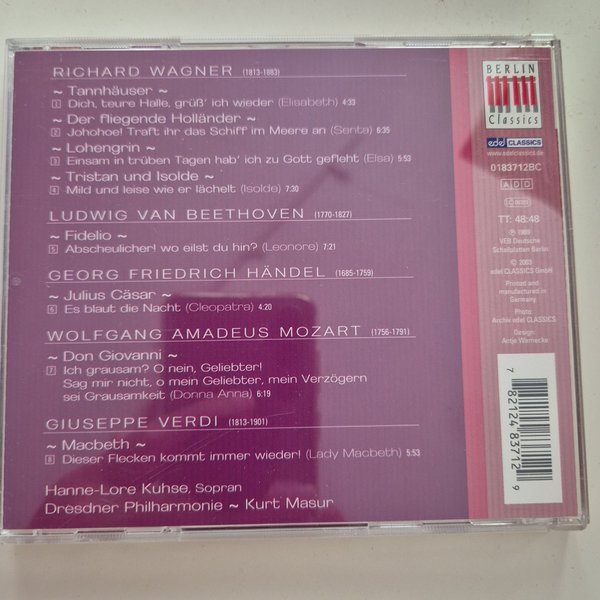 RICHARD WAGNER (1813-1883)
~ Tannhäuser ~
1 Dich, teure Halle, grüß' ich wieder (Elisabeth) 4:33
~ Der fliegende Holländer ~
2 Johohoe! Traft ihr das Schiff im Meere an (Senta) 6:35
~ Lohengrin ~
3 Einsam in trüben Tagen hab' ich zu Gott gefleht (Elsa) 5:53
~ Tristan und Isolde ~
4 Mild und leise wie er lächelt (Isolde) 7:30
LUDWIG VAN BEETHOVEN (1770-1827)
~ Fidelio ~
5 Abscheulicher! wo eilst du hin? (Leonore) 7:21
GEORG FRIEDRICH HÄNDEL (1685-1759)
~ Julius Cäsar ~
6 Es blaut die Nacht (Cleopatra) 4:20
WOLFGANG AMADEUS MOZART (1756-1791)
~ Don Giovanni ~
7 Ich grausam? O nein, Geliebter!
Sag mir nicht, o mein Geliebter, mein Verzögern
sei Grausamkeit (Donna Anna) 6:19
GIUSEPPE VERDI (1813-1901)
~ Macbeth ~
8 Dieser Flecken kommt immer wieder! (Lady Macbeth) 5:53
Hanne-Lore Kuhse, Sopran
Dresdner Philharmonie ~ Kurt Masur
BERLIN
Classics
edel CLASSICS
www.edelclassics.de
0183712BC
A D D
TT: 48:48
℗ 1969
VEB Deutsche
Schallplatten Berlin
© 2003
edel CLASSICS GmbH
Printed and
manufactured in
Germany
Photo:
Archiv edel CLASSICS
Design:
Antje Warnecke
7 82124 83712 9